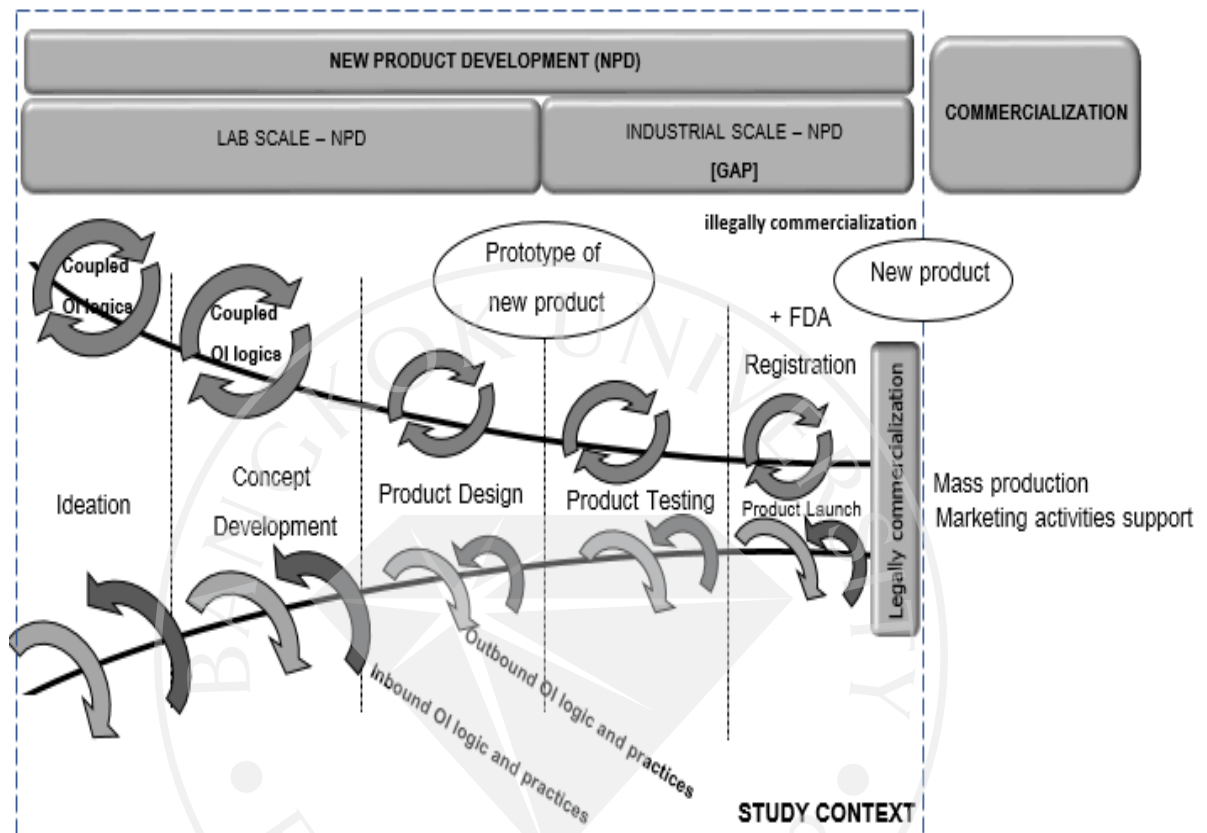 NEW PRODUCT DEVELOPMENT (NPD)
COMMERCIALIZATION
LAB SCALE – NPD
INDUSTRIAL SCALE – NPD
[GAP]
illegally commercialization
Prototype of
new product
New product
Coupled
OI logics
Coupled
OI logics
+ FDA
Registration
Ideation
Concept
Development
Product Design
Product Testing
Product Launch
Legally commercialization
Mass production
Marketing activities support
Outbound OI logic and practices
Inbound OI logic and practices
STUDY CONTEXT
BANGKOK UNIVERSITY